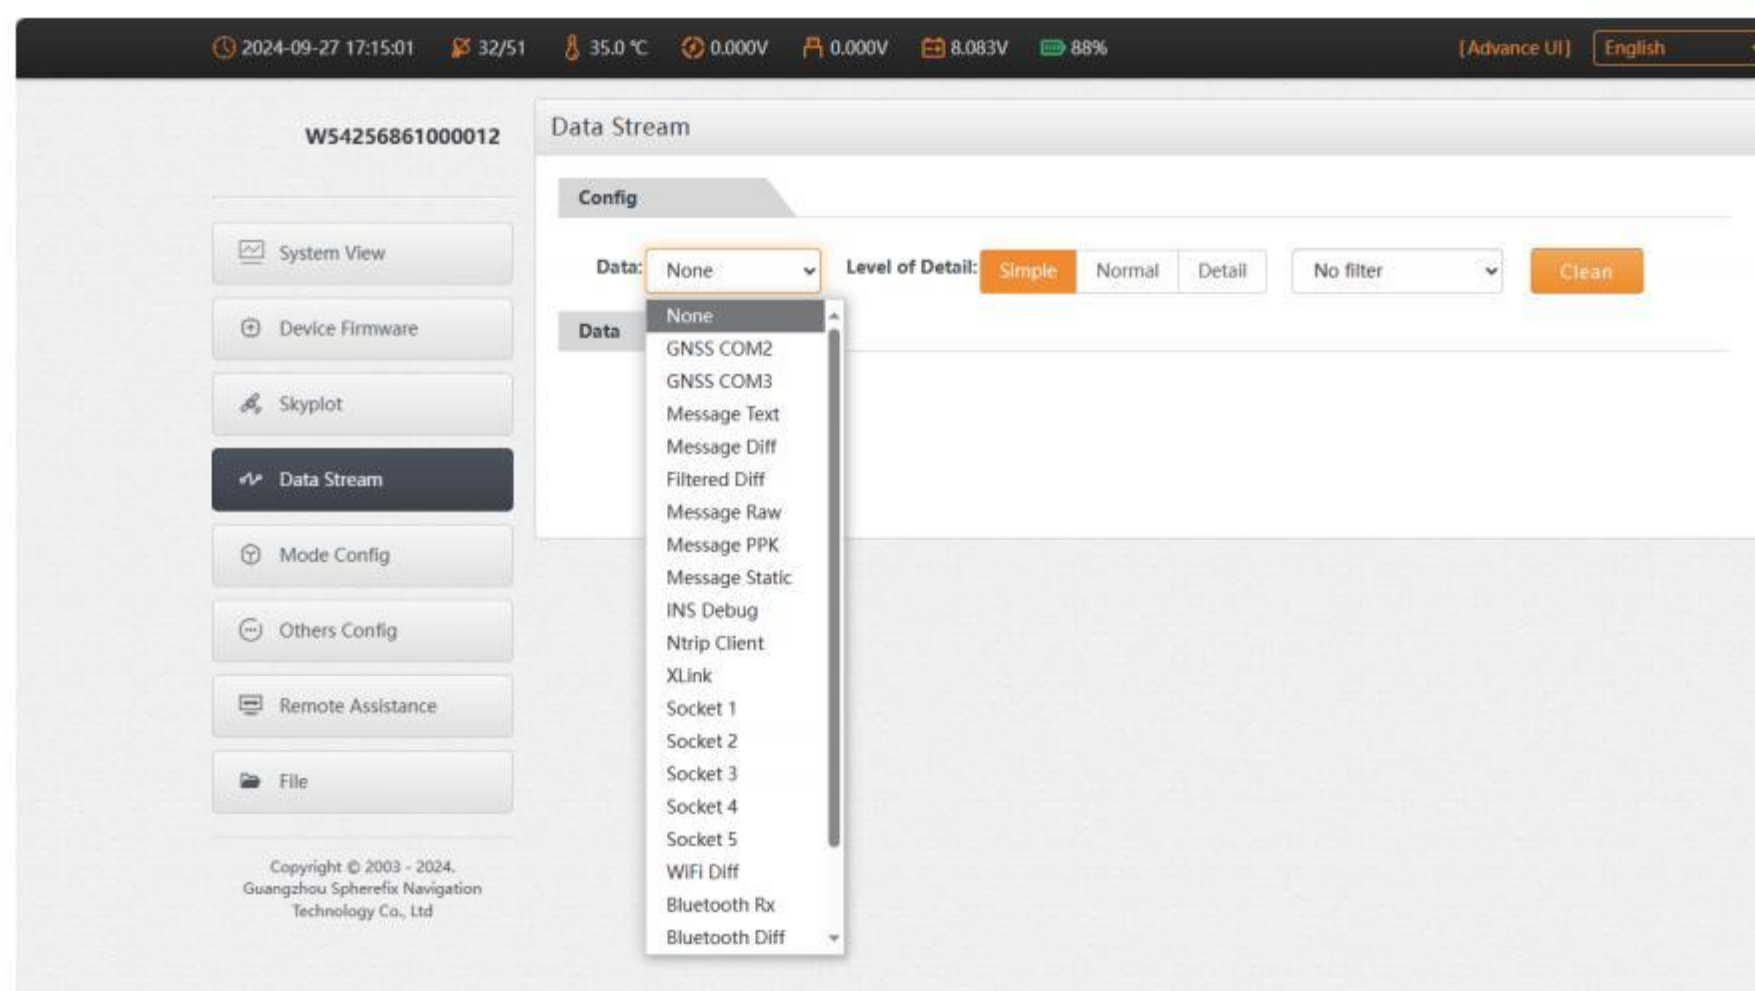 2024-09-27 17:15:01 32/51 35.0 ℃ 0.000V 0.000V 8.083V 88% [Advance UI] English
W54256861000012
System View
Device Firmware
Skyplot
Data Stream
Mode Config
Others Config
Remote Assistance
File
Copyright © 2003 - 2024.
Guangzhou Spherefix Navigation
Technology Co., Ltd
Data Stream
Config
Data: None Level of Detail: Simple Normal Detail No filter Clean
Data
None
GNSS COM2
GNSS COM3
Message Text
Message Diff
Filtered Diff
Message Raw
Message PPK
Message Static
INS Debug
Ntrip Client
XLink
Socket 1
Socket 2
Socket 3
Socket 4
Socket 5
WiFi Diff
Bluetooth Rx
Bluetooth Diff